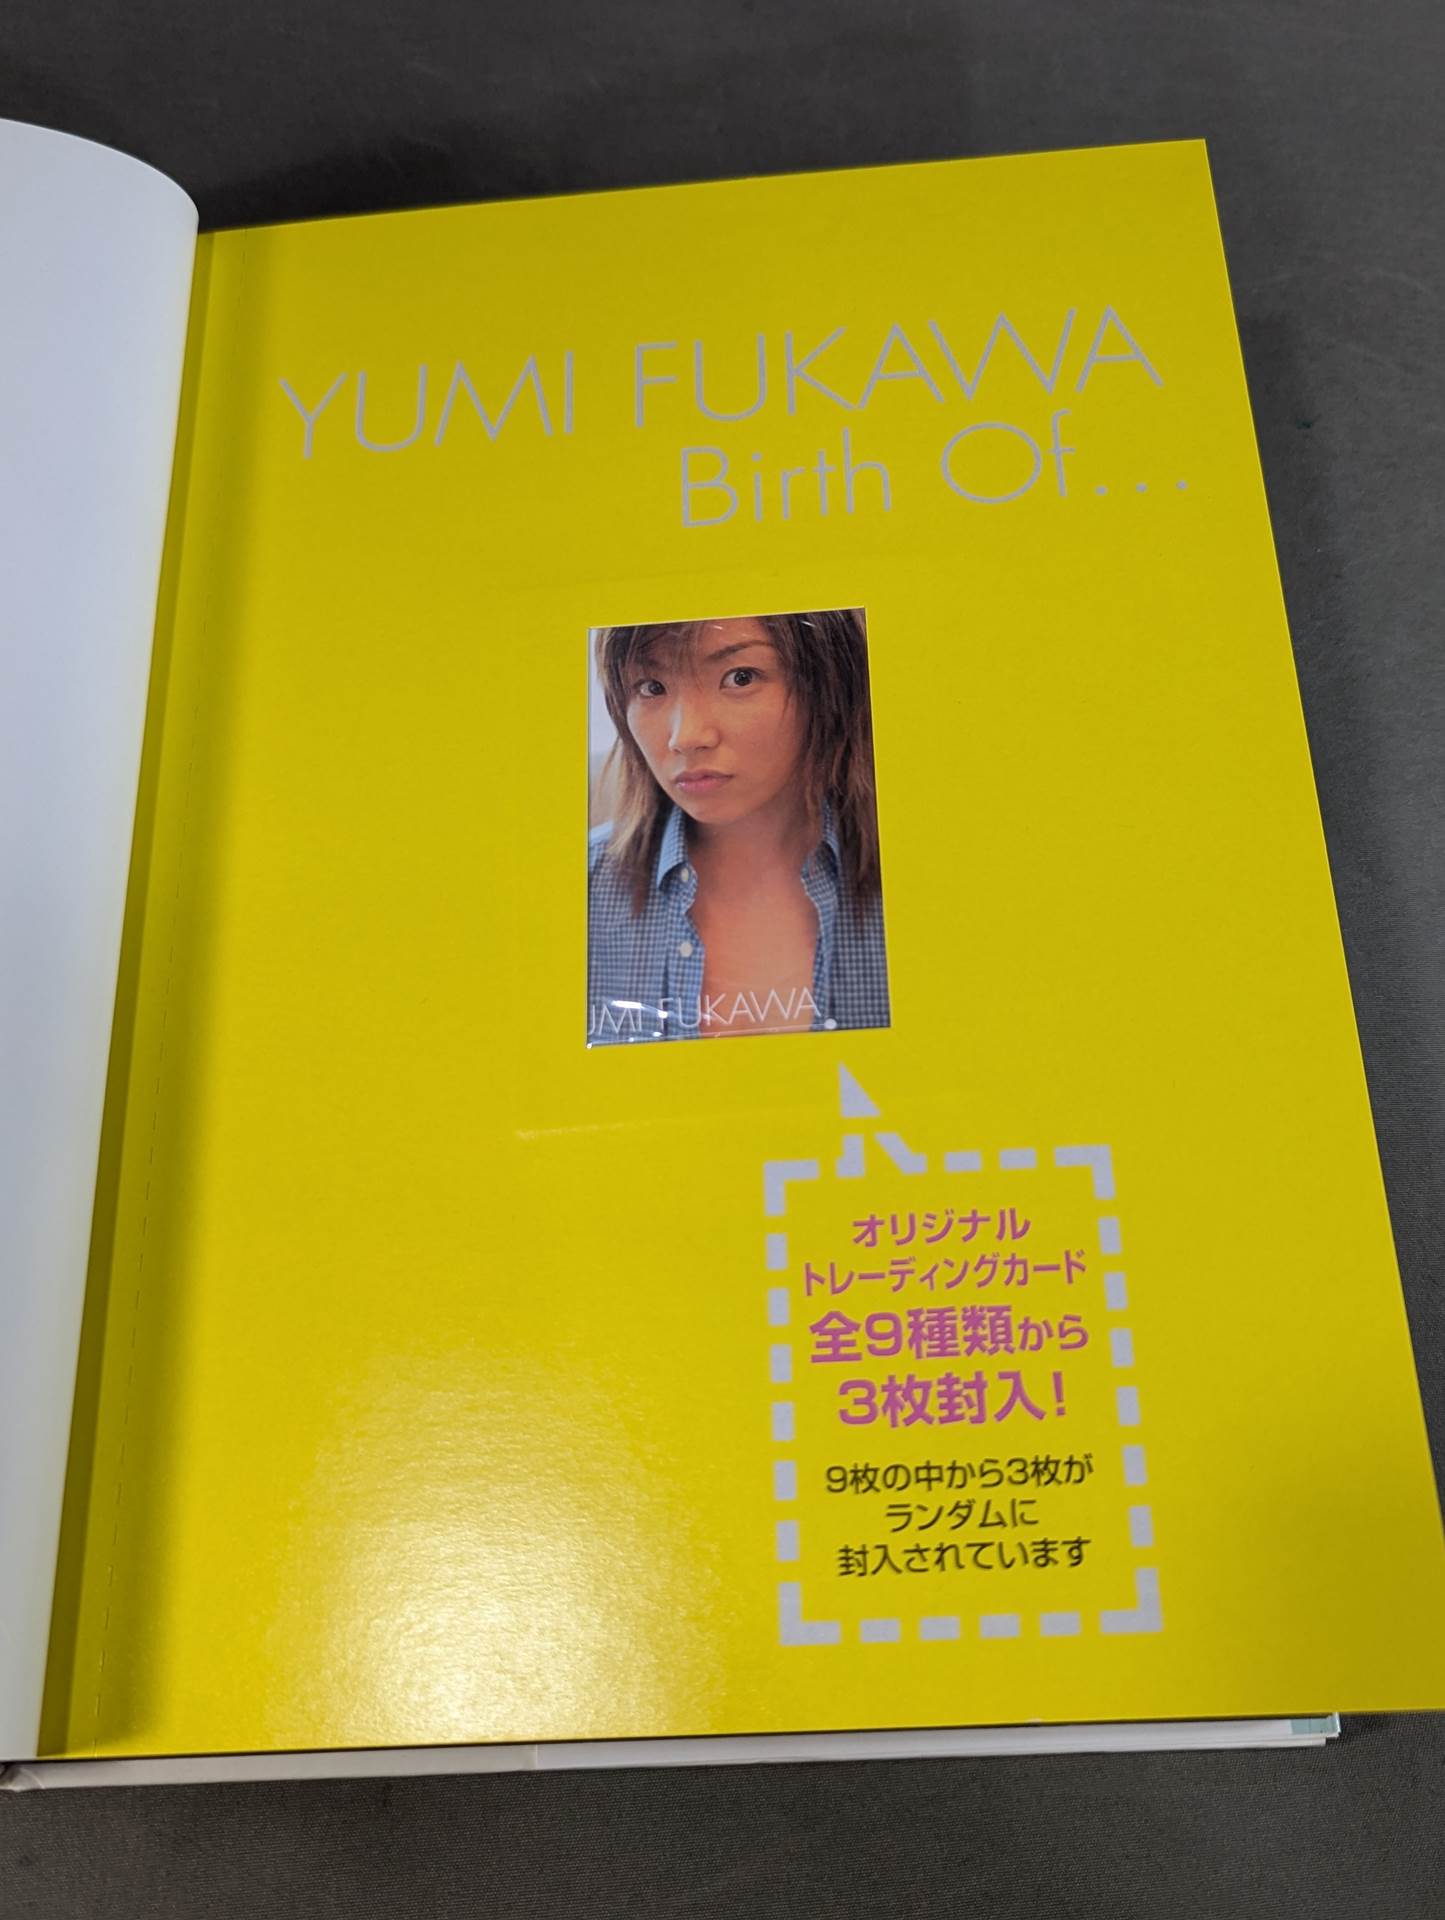 YUMI FUKAWA
Birth Of...
UMI FUKAWA
オリジナル
トレーディングカード
全9種類から
3枚封入!
9枚の中から3枚が
ランダムに
封入されています